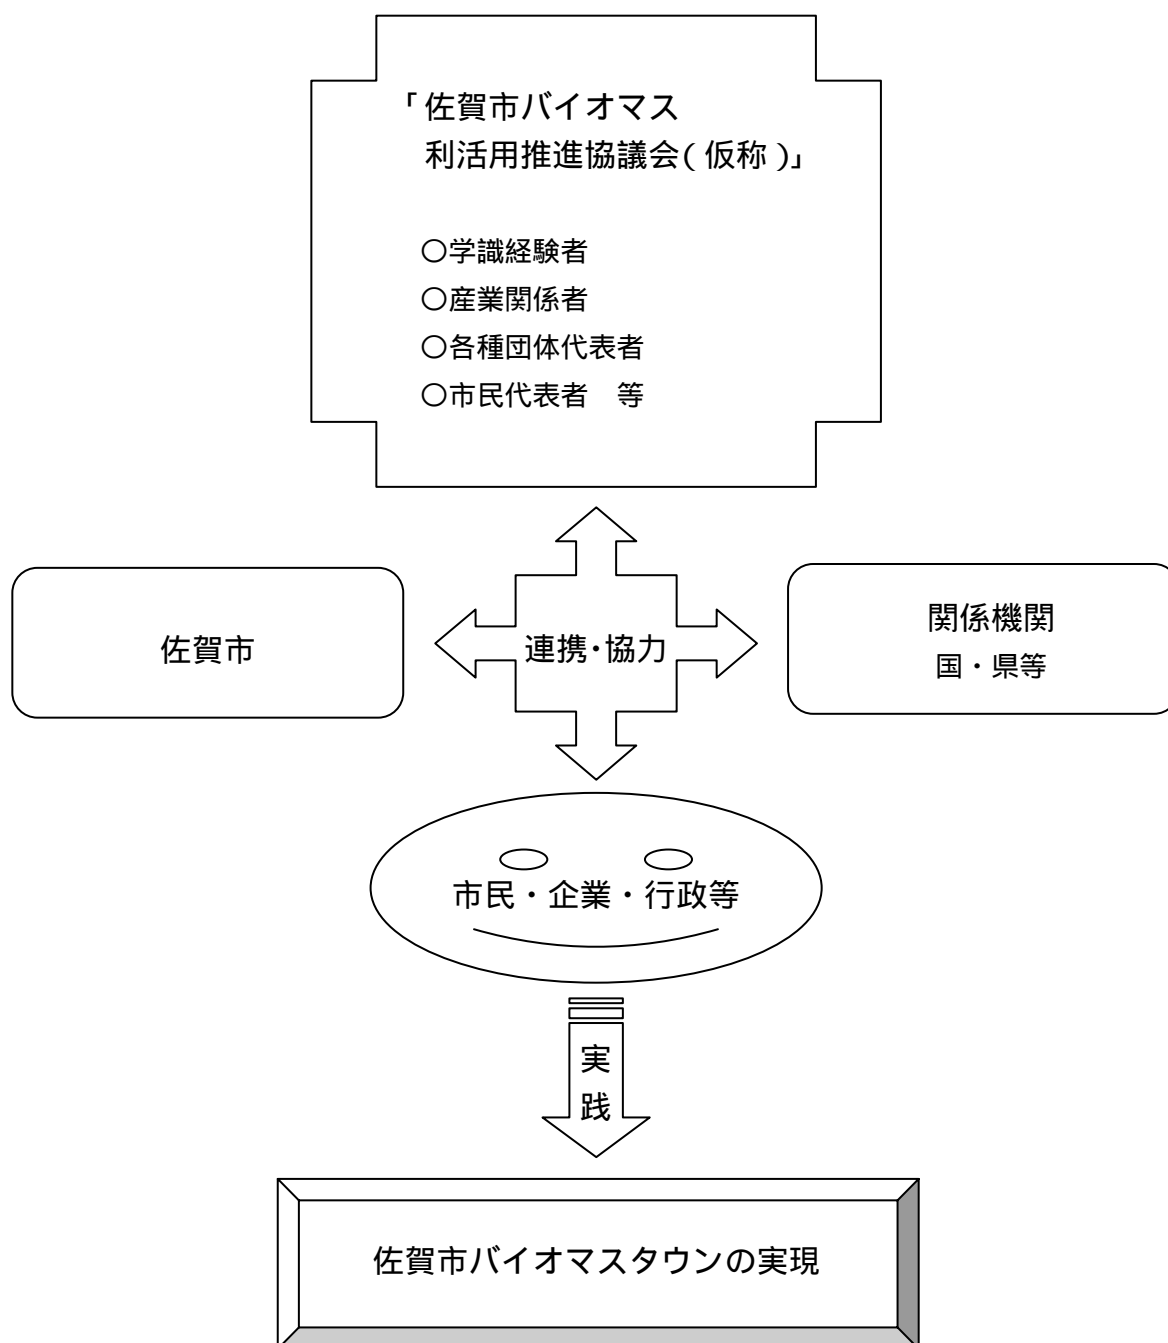 「佐賀市バイオマス
利活用推進協議会(仮称)」
○学識経験者
○産業関係者
○各種団体代表者
○市民代表者　等
佐賀市
連携・協力
関係機関
国・県等
市民・企業・行政等
実
践
佐賀市バイオマスタウンの実現